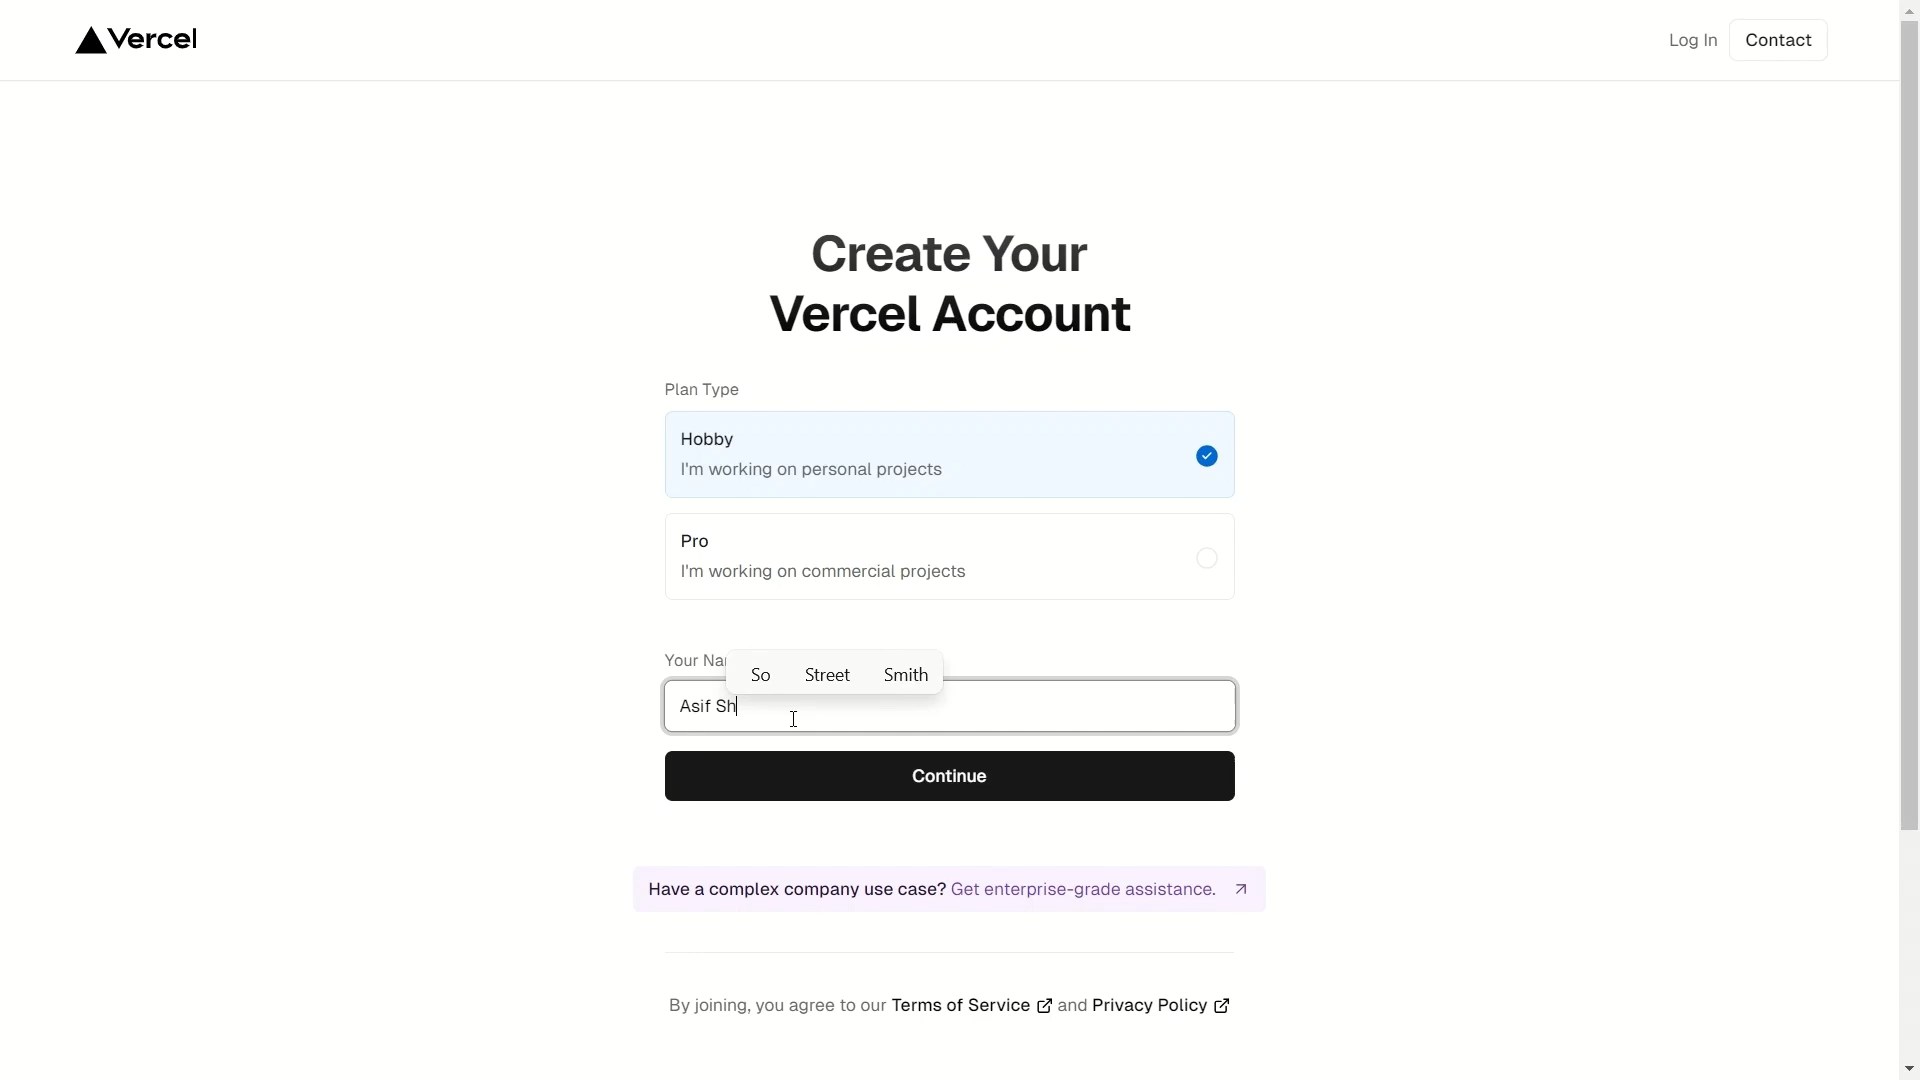 Vercel
Log In
Contact
Create Your
Vercel Account
Plan Type
Hobby
I'm working on personal projects
Pro
I'm working on commercial projects
Your Na
So Street Smith
Asif Sh
Continue
Have a complex company use case? Get enterprise-grade assistance.
By joining, you agree to our Terms of Service and Privacy Policy